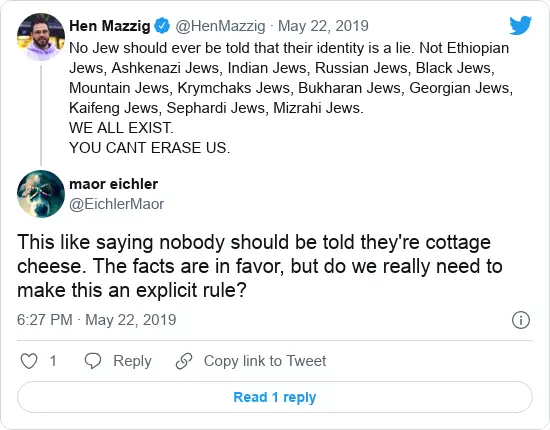 Hen Mazzig @HenMazzig · May 22, 2019
No Jew should ever be told that their identity is a lie. Not Ethiopian
Jews, Ashkenazi Jews, Indian Jews, Russian Jews, Black Jews,
Mountain Jews, Krymchaks Jews, Bukharan Jews, Georgian Jews,
Kaifeng Jews, Sephardi Jews, Mizrahi Jews.
WE ALL EXIST.
YOU CANT ERASE US.
maor eichler
@EichlerMaor
This like saying nobody should be told they're cottage
cheese. The facts are in favor, but do we really need to
make this an explicit rule?
6:27 PM · May 22, 2019
1 Reply Copy link to Tweet
Read 1 reply